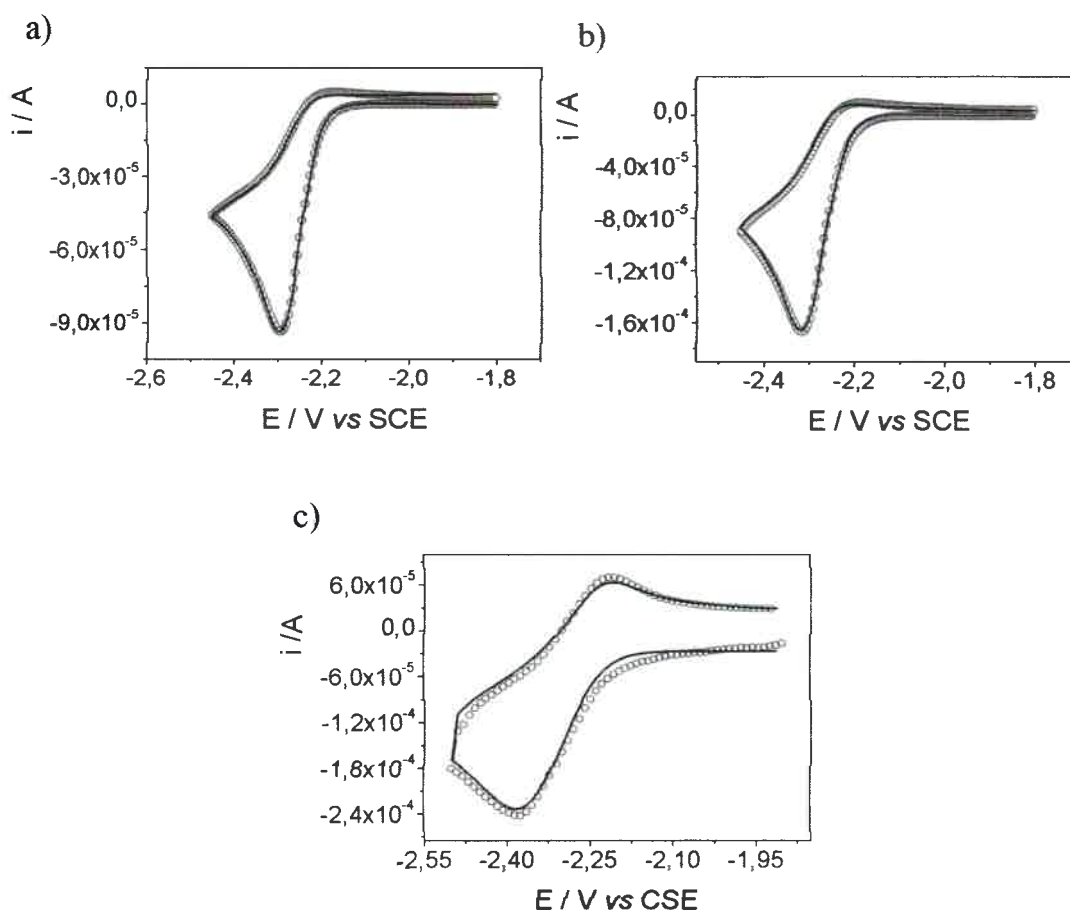 a)
i / A
0,0
-3,0x10⁻⁵
-6,0x10⁻⁵
-9,0x10⁻⁵
-2,6 -2,4 -2,2 -2,0 -1,8
E / V vs SCE
b)
i / A
0,0
-4,0x10⁻⁵
-8,0x10⁻⁵
-1,2x10⁻⁴
-1,6x10⁻⁴
-2,4 -2,2 -2,0 -1,8
E / V vs SCE
c)
i /A
6,0x10⁻⁵
0,0
-6,0x10⁻⁵
-1,2x10⁻⁴
-1,8x10⁻⁴
-2,4x10⁻⁴
-2,55 -2,40 -2,25 -2,10 -1,95
E / V vs CSE